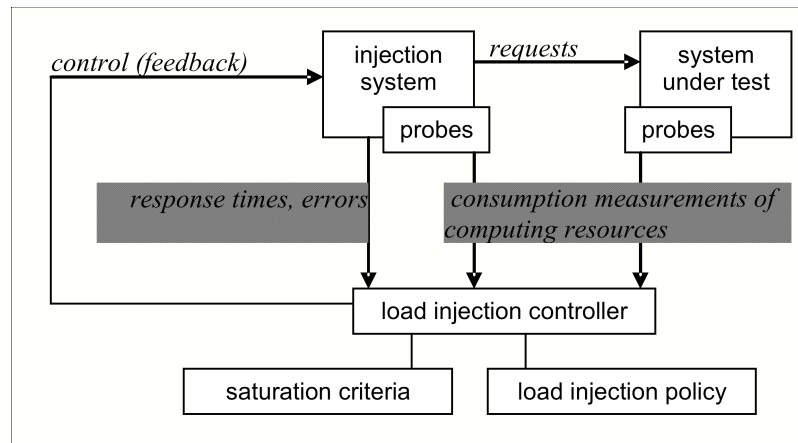 control (feedback)
injection
system
requests
system
under test
probes
probes
response times, errors
consumption measurements of
computing resources
load injection controller
saturation criteria
load injection policy